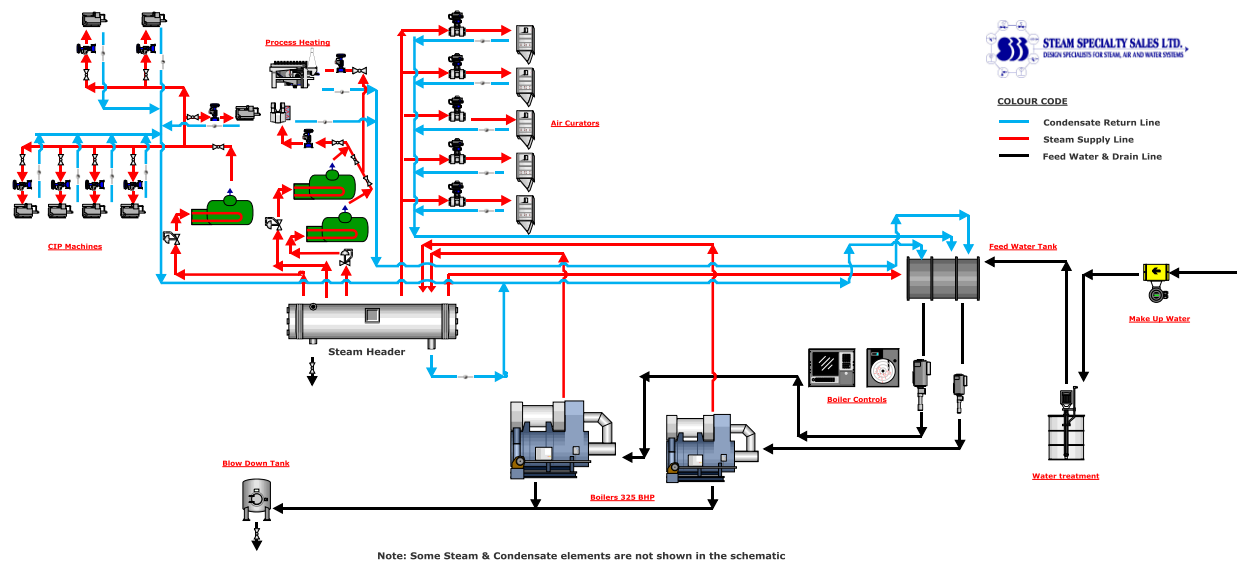 Process Heating
STEAM SPECIALTY SALES LTD.
DESIGN SPECIALISTS FOR STEAM, AIR AND WATER SYSTEMS
COLOUR CODE
Condensate Return Line
Steam Supply Line
Feed Water & Drain Line
Air Curators
CIP Machines
Feed Water Tank
Make Up Water
Steam Header
Boiler Controls
Blow Down Tank
Water treatment
Boilers 325 BHP
Note: Some Steam & Condensate elements are not shown in the schematic